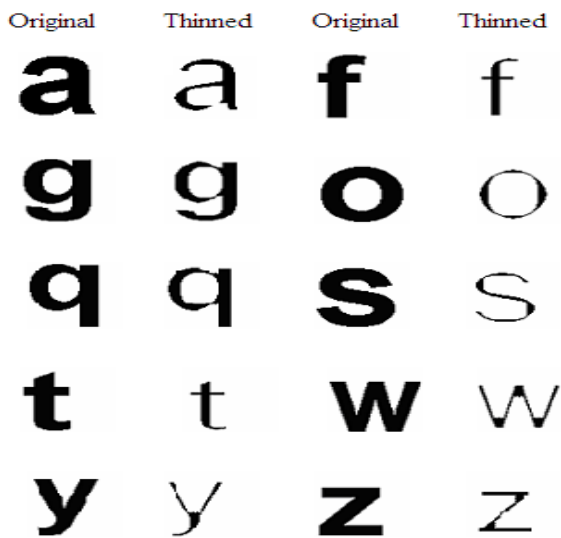 Original Thinned Original Thinned
a a f f
g g o o
q q s s
t t w w
y y z z